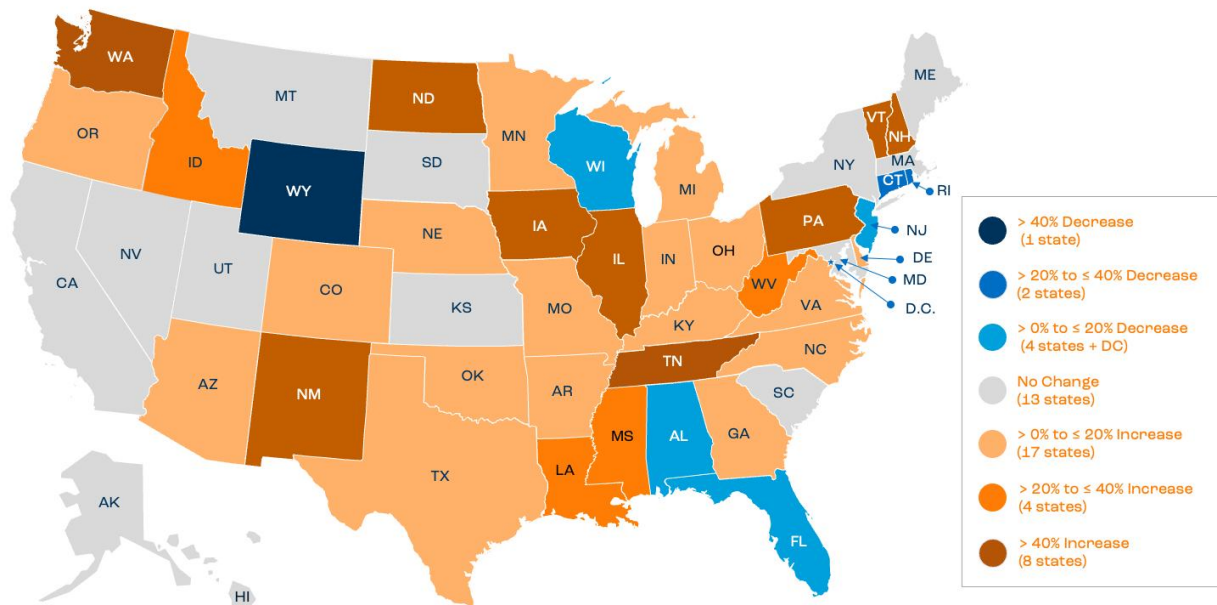 WA
MT
ND
MN
ME
VT
NH
OR
ID
SD
WI
MI
NY
MA
CT
RI
WY
NE
IA
IL
IN
OH
PA
NJ
DE
MD
D.C.
NV
UT
CO
KS
MO
WV
VA
KY
CA
AZ
NM
OK
AR
TN
NC
SC
TX
LA
MS
AL
GA
FL
AK
HI
> 40% Decrease
(1 state)
> 20% to ≤ 40% Decrease
(2 states)
> 0% to ≤ 20% Decrease
(4 states + DC)
No Change
(13 states)
> 0% to ≤ 20% Increase
(17 states)
> 20% to ≤ 40% Increase
(4 states)
> 40% Increase
(8 states)